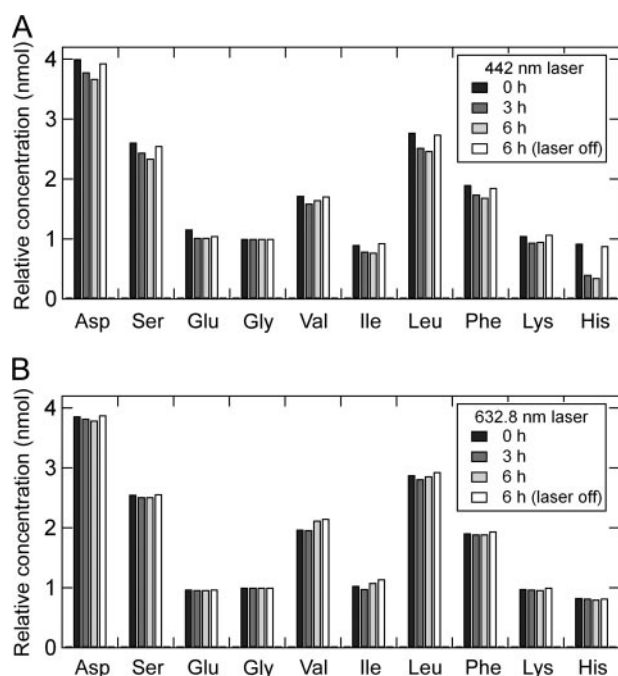 A
Relative concentration (nmol)
4
3
2
1
0
442 nm laser
0 h
3 h
6 h
6 h (laser off)
Asp Ser Glu Gly Val Ile Leu Phe Lys His
B
Relative concentration (nmol)
4
3
2
1
0
632.8 nm laser
0 h
3 h
6 h
6 h (laser off)
Asp Ser Glu Gly Val Ile Leu Phe Lys His